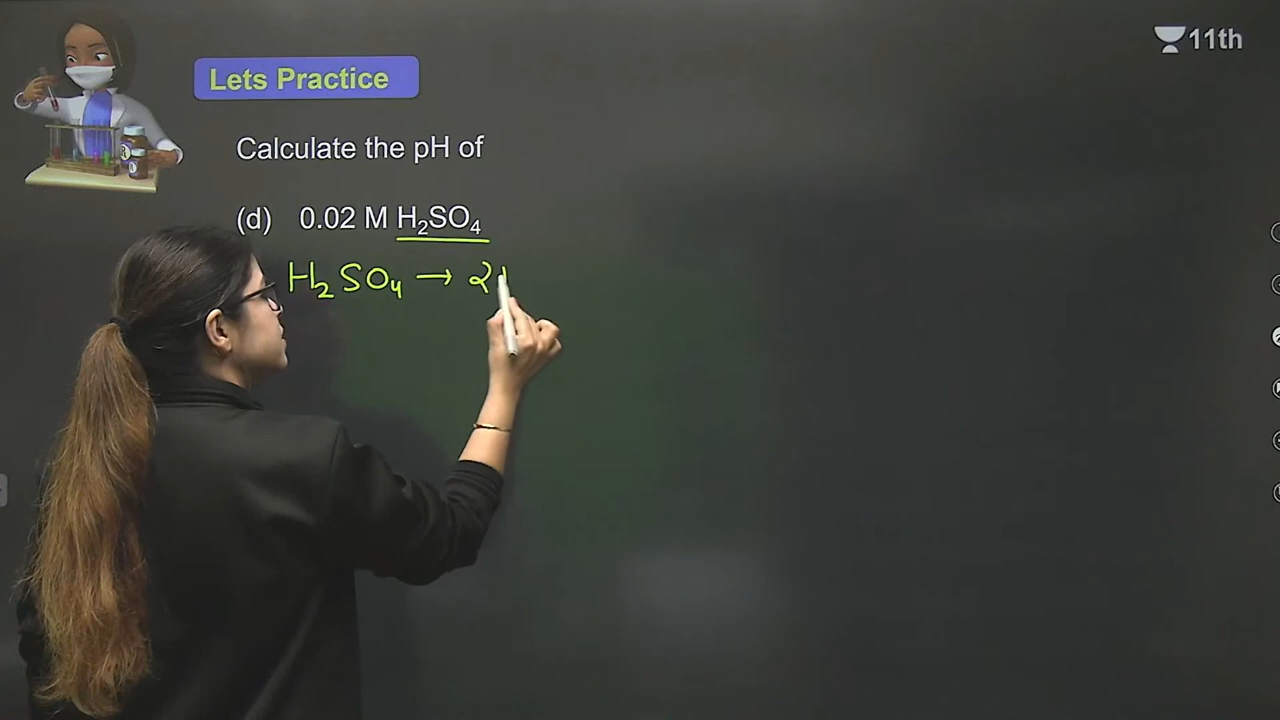 11th
Lets Practice
Calculate the pH of
(d) 0.02 M H₂SO₄
H₂SO₄ → 2